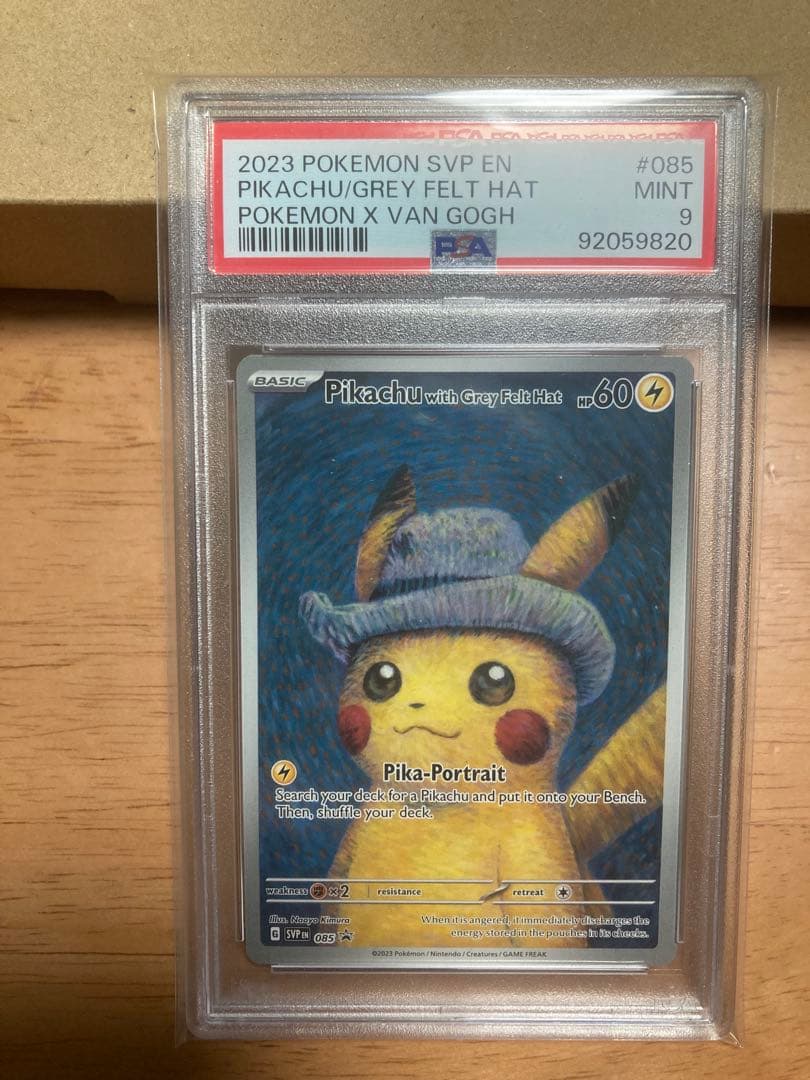 2023 POKEMON SVP EN #085
PIKACHU/GREY FELT HAT MINT
POKEMON X VAN GOGH 9
PSA 92059820
BASIC Pikachu with Grey Felt Hat HP60
Pika-Portrait
Search your deck for a Pikachu and put it onto your Bench.
Then, shuffle your deck.
weakness ×2 resistance retreat
Illus. Naoyo Kimura
When it is angered, it immediately discharges the
energy stored in the pouches in its cheeks.
G SVP EN 085
©2023 Pokémon / Nintendo / Creatures / GAME FREAK